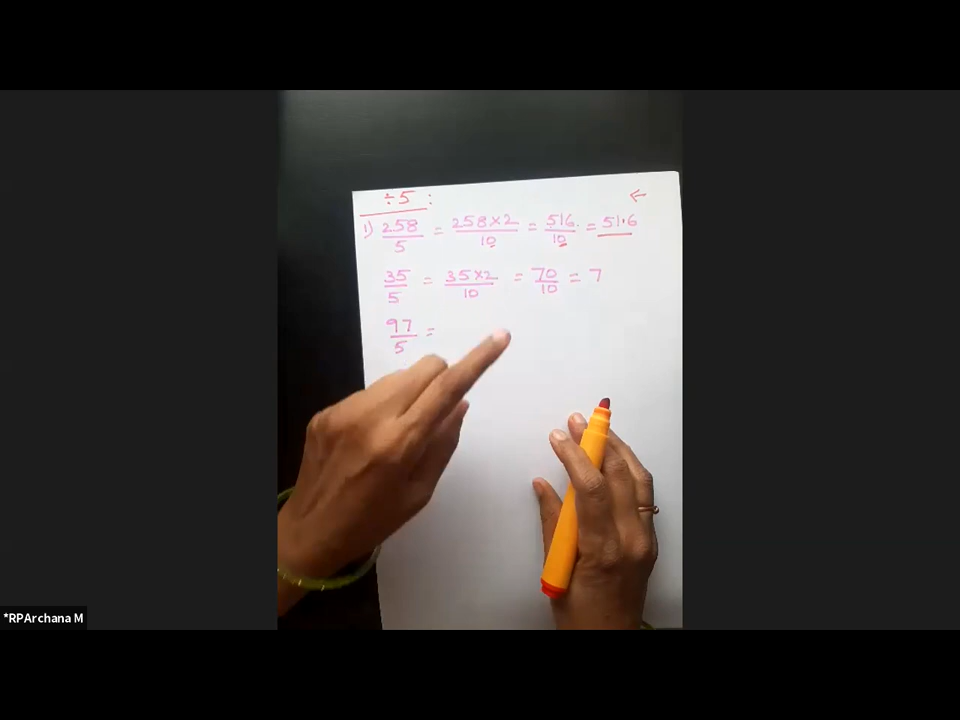 ÷5:
←
1) 258/5 = 258×2/10 = 516/10 = 51.6
35/5 = 35×2/10 = 70/10 = 7
97/5 =
*RPArchana M